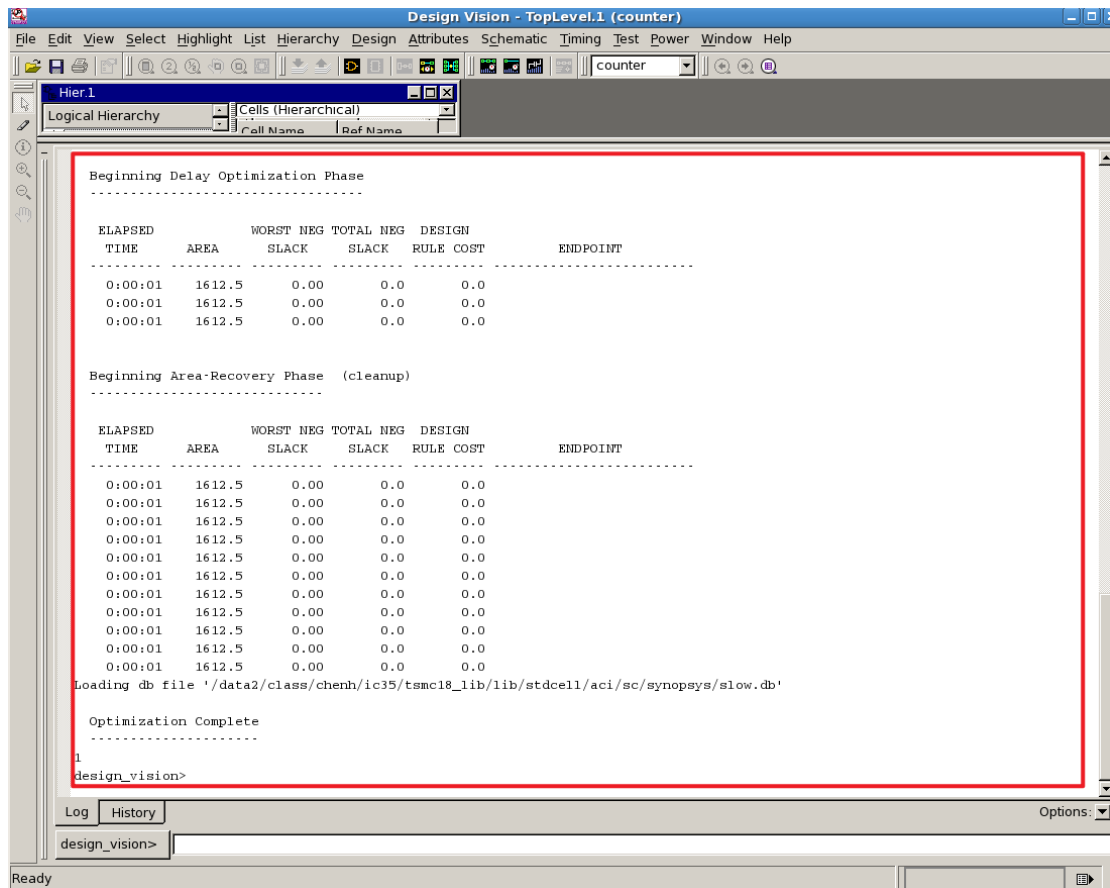 Design Vision - TopLevel.1 (counter)
File Edit View Select Highlight List Hierarchy Design Attributes Schematic Timing Test Power Window Help
counter
Hier.1
Logical Hierarchy Cells (Hierarchical)
Cell Name Ref Name
Beginning Delay Optimization Phase
----------------------------------
ELAPSED WORST NEG TOTAL NEG DESIGN
TIME AREA SLACK SLACK RULE COST ENDPOINT
--------- --------- --------- --------- --------- -------------------------
0:00:01 1612.5 0.00 0.0 0.0
0:00:01 1612.5 0.00 0.0 0.0
0:00:01 1612.5 0.00 0.0 0.0
Beginning Area-Recovery Phase (cleanup)
-----------------------------
ELAPSED WORST NEG TOTAL NEG DESIGN
TIME AREA SLACK SLACK RULE COST ENDPOINT
--------- --------- --------- --------- --------- -------------------------
0:00:01 1612.5 0.00 0.0 0.0
0:00:01 1612.5 0.00 0.0 0.0
0:00:01 1612.5 0.00 0.0 0.0
0:00:01 1612.5 0.00 0.0 0.0
0:00:01 1612.5 0.00 0.0 0.0
0:00:01 1612.5 0.00 0.0 0.0
0:00:01 1612.5 0.00 0.0 0.0
0:00:01 1612.5 0.00 0.0 0.0
0:00:01 1612.5 0.00 0.0 0.0
0:00:01 1612.5 0.00 0.0 0.0
0:00:01 1612.5 0.00 0.0 0.0
Loading db file '/data2/class/chenh/ic35/tsmc18_lib/lib/stdcell/aci/sc/synopsys/slow.db'
Optimization Complete
---------------------
1
design_vision>
Log History Options:
design_vision>
Ready